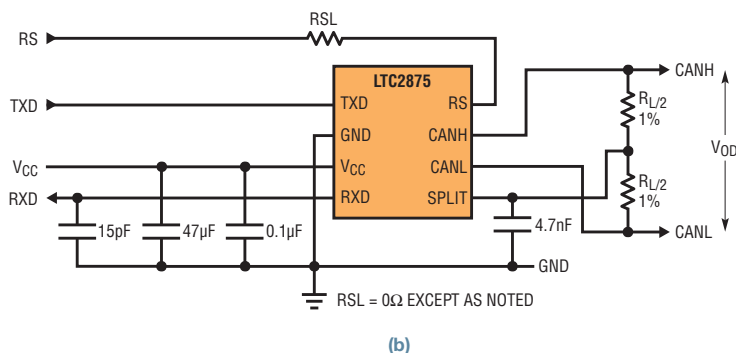 RSL
RS
LTC2875
TXD
TXD
RS
GND
CANH
VCC
VCC
CANL
RXD
RXD
SPLIT
CANH
RL/2
1%
VOD
RL/2
1%
CANL
15pF
47µF
0.1µF
4.7nF
GND
RSL = 0Ω EXCEPT AS NOTED
(b)